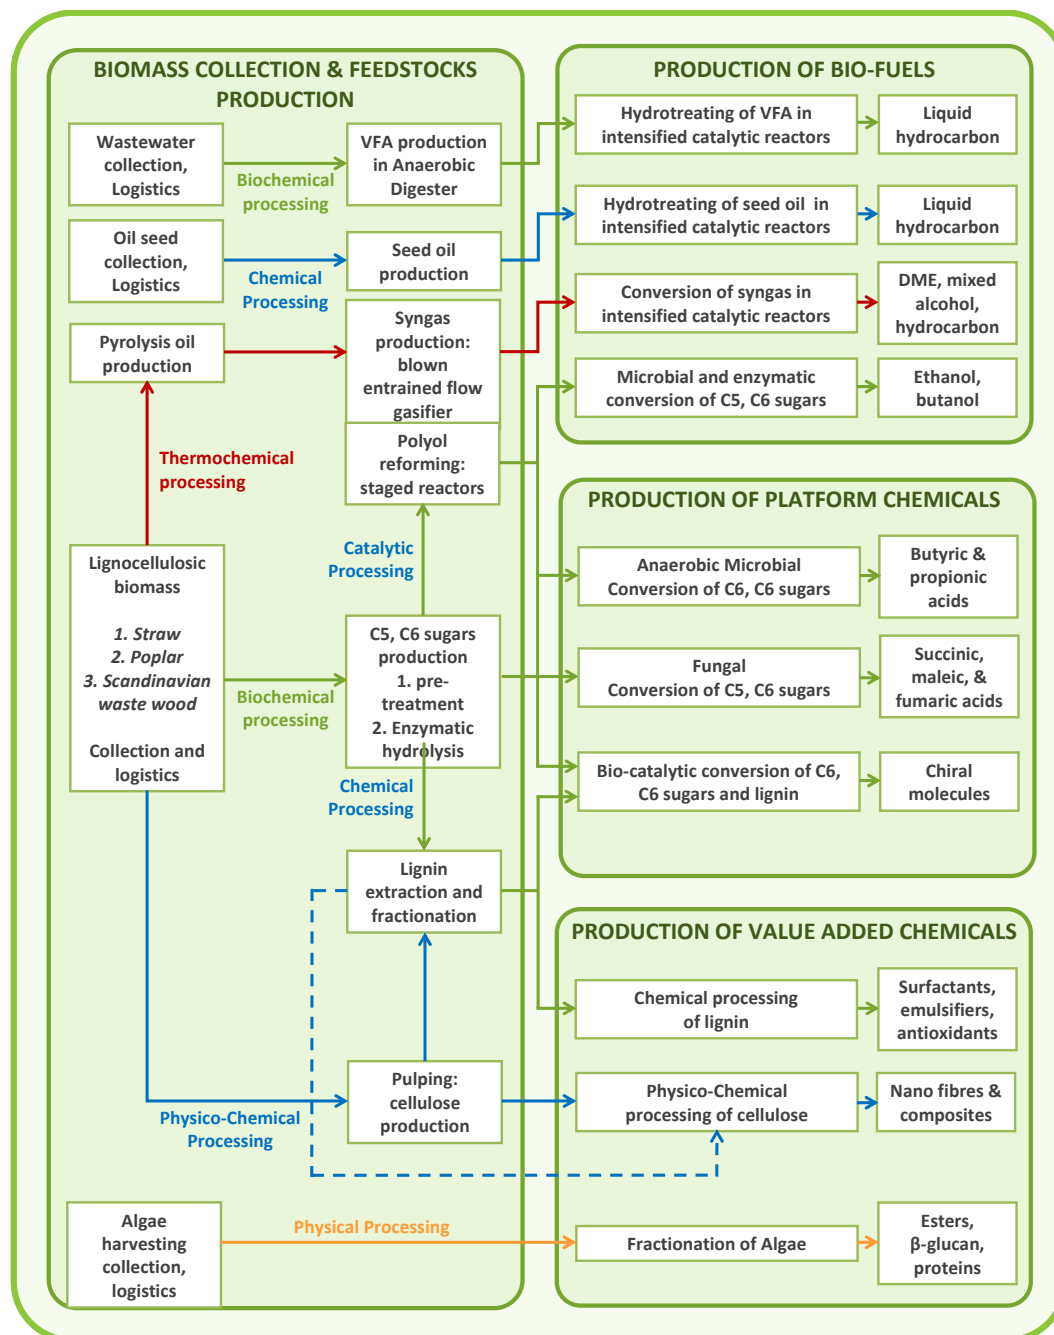 BIOMASS COLLECTION & FEEDSTOCKS
PRODUCTION
Wastewater
collection,
Logistics
Biochemical
processing
VFA production
in Anaerobic
Digester
Oil seed
collection,
Logistics
Chemical
Processing
Seed oil
production
Pyrolysis oil
production
Syngas
production:
blown
entrained flow
gasifier
Thermochemical
processing
Polyol
reforming:
staged reactors
Catalytic
Processing
Lignocellulosic
biomass
1. Straw
2. Poplar
3. Scandinavian
waste wood
Collection and
logistics
Biochemical
processing
C5, C6 sugars
production
1. pre-
treatment
2. Enzymatic
hydrolysis
Chemical
Processing
Lignin
extraction and
fractionation
Physico-Chemical
Processing
Pulping:
cellulose
production
Algae
harvesting
collection,
logistics
Physical Processing
PRODUCTION OF BIO-FUELS
Hydrotreating of VFA in
intensified catalytic reactors
Liquid
hydrocarbon
Hydrotreating of seed oil in
intensified catalytic reactors
Liquid
hydrocarbon
Conversion of syngas in
intensified catalytic reactors
DME, mixed
alcohol,
hydrocarbon
Microbial and enzymatic
conversion of C5, C6 sugars
Ethanol,
butanol
PRODUCTION OF PLATFORM CHEMICALS
Anaerobic Microbial
Conversion of C6, C6 sugars
Butyric &
propionic
acids
Fungal
Conversion of C5, C6 sugars
Succinic,
maleic, &
fumaric acids
Bio-catalytic conversion of C6,
C6 sugars and lignin
Chiral
molecules
PRODUCTION OF VALUE ADDED CHEMICALS
Chemical processing
of lignin
Surfactants,
emulsifiers,
antioxidants
Physico-Chemical
processing of cellulose
Nano fibres &
composites
Fractionation of Algae
Esters,
β-glucan,
proteins